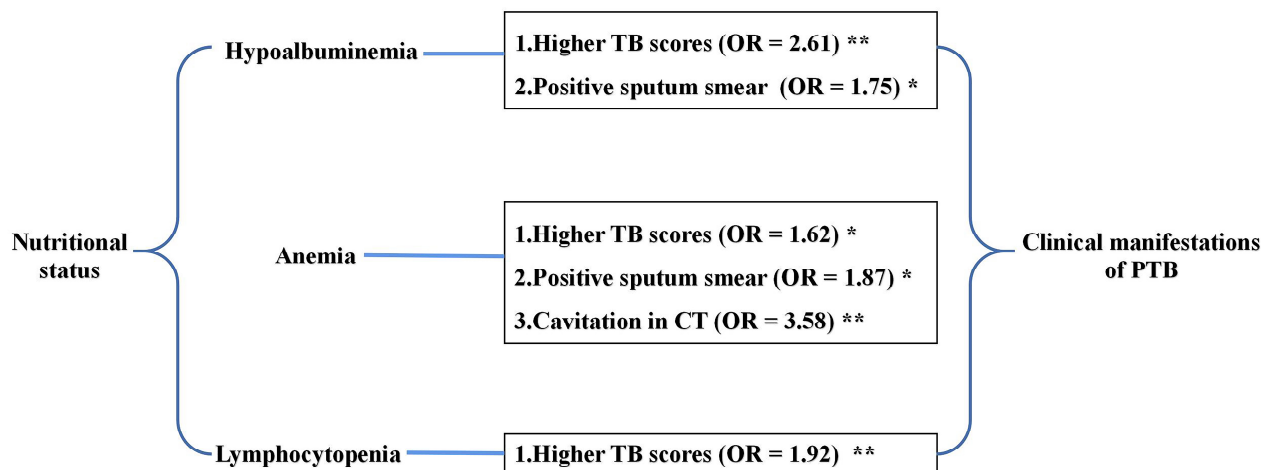 Nutritional
status
Hypoalbuminemia
1.Higher TB scores (OR = 2.61) **
2.Positive sputum smear (OR = 1.75) *
Anemia
1.Higher TB scores (OR = 1.62) *
2.Positive sputum smear (OR = 1.87) *
3.Cavitation in CT (OR = 3.58) **
Lymphocytopenia
1.Higher TB scores (OR = 1.92) **
Clinical manifestations
of PTB